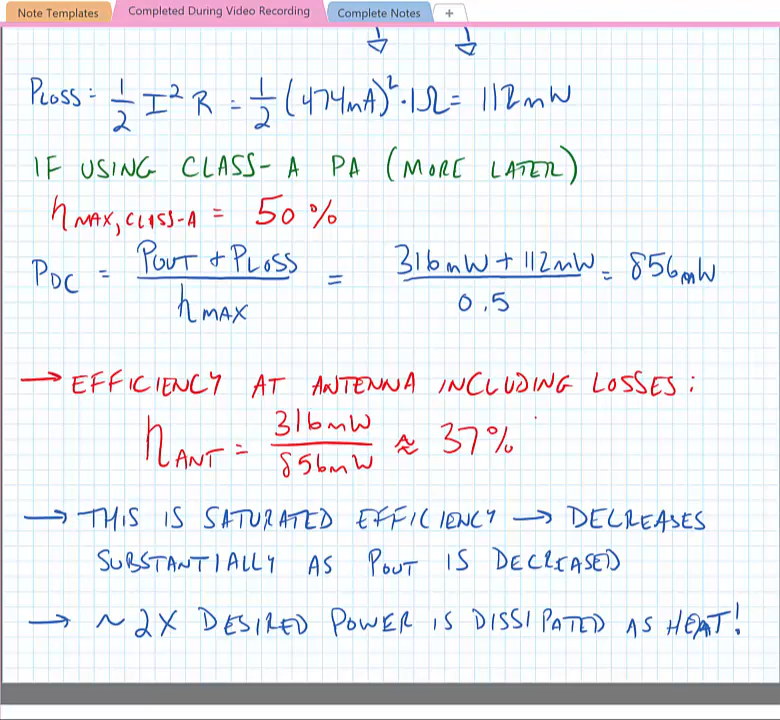 Note Templates
Completed During Video Recording
Complete Notes
+
PLOSS = 1/2 I² R = 1/2 (474mA)² · 1Ω = 112mW
IF USING CLASS-A PA (MORE LATER)
η MAX, CLASS-A = 50%
PDC = POUT + PLOSS / η MAX = 316mW + 112mW / 0.5 = 856mW
→ EFFICIENCY AT ANTENNA INCLUDING LOSSES:
η ANT = 316mW / 856mW ≈ 37%
→ THIS IS SATURATED EFFICIENCY → DECREASES
SUBSTANTIALLY AS POUT IS DECREASED
→ ~2X DESIRED POWER IS DISSIPATED AS HEAT!